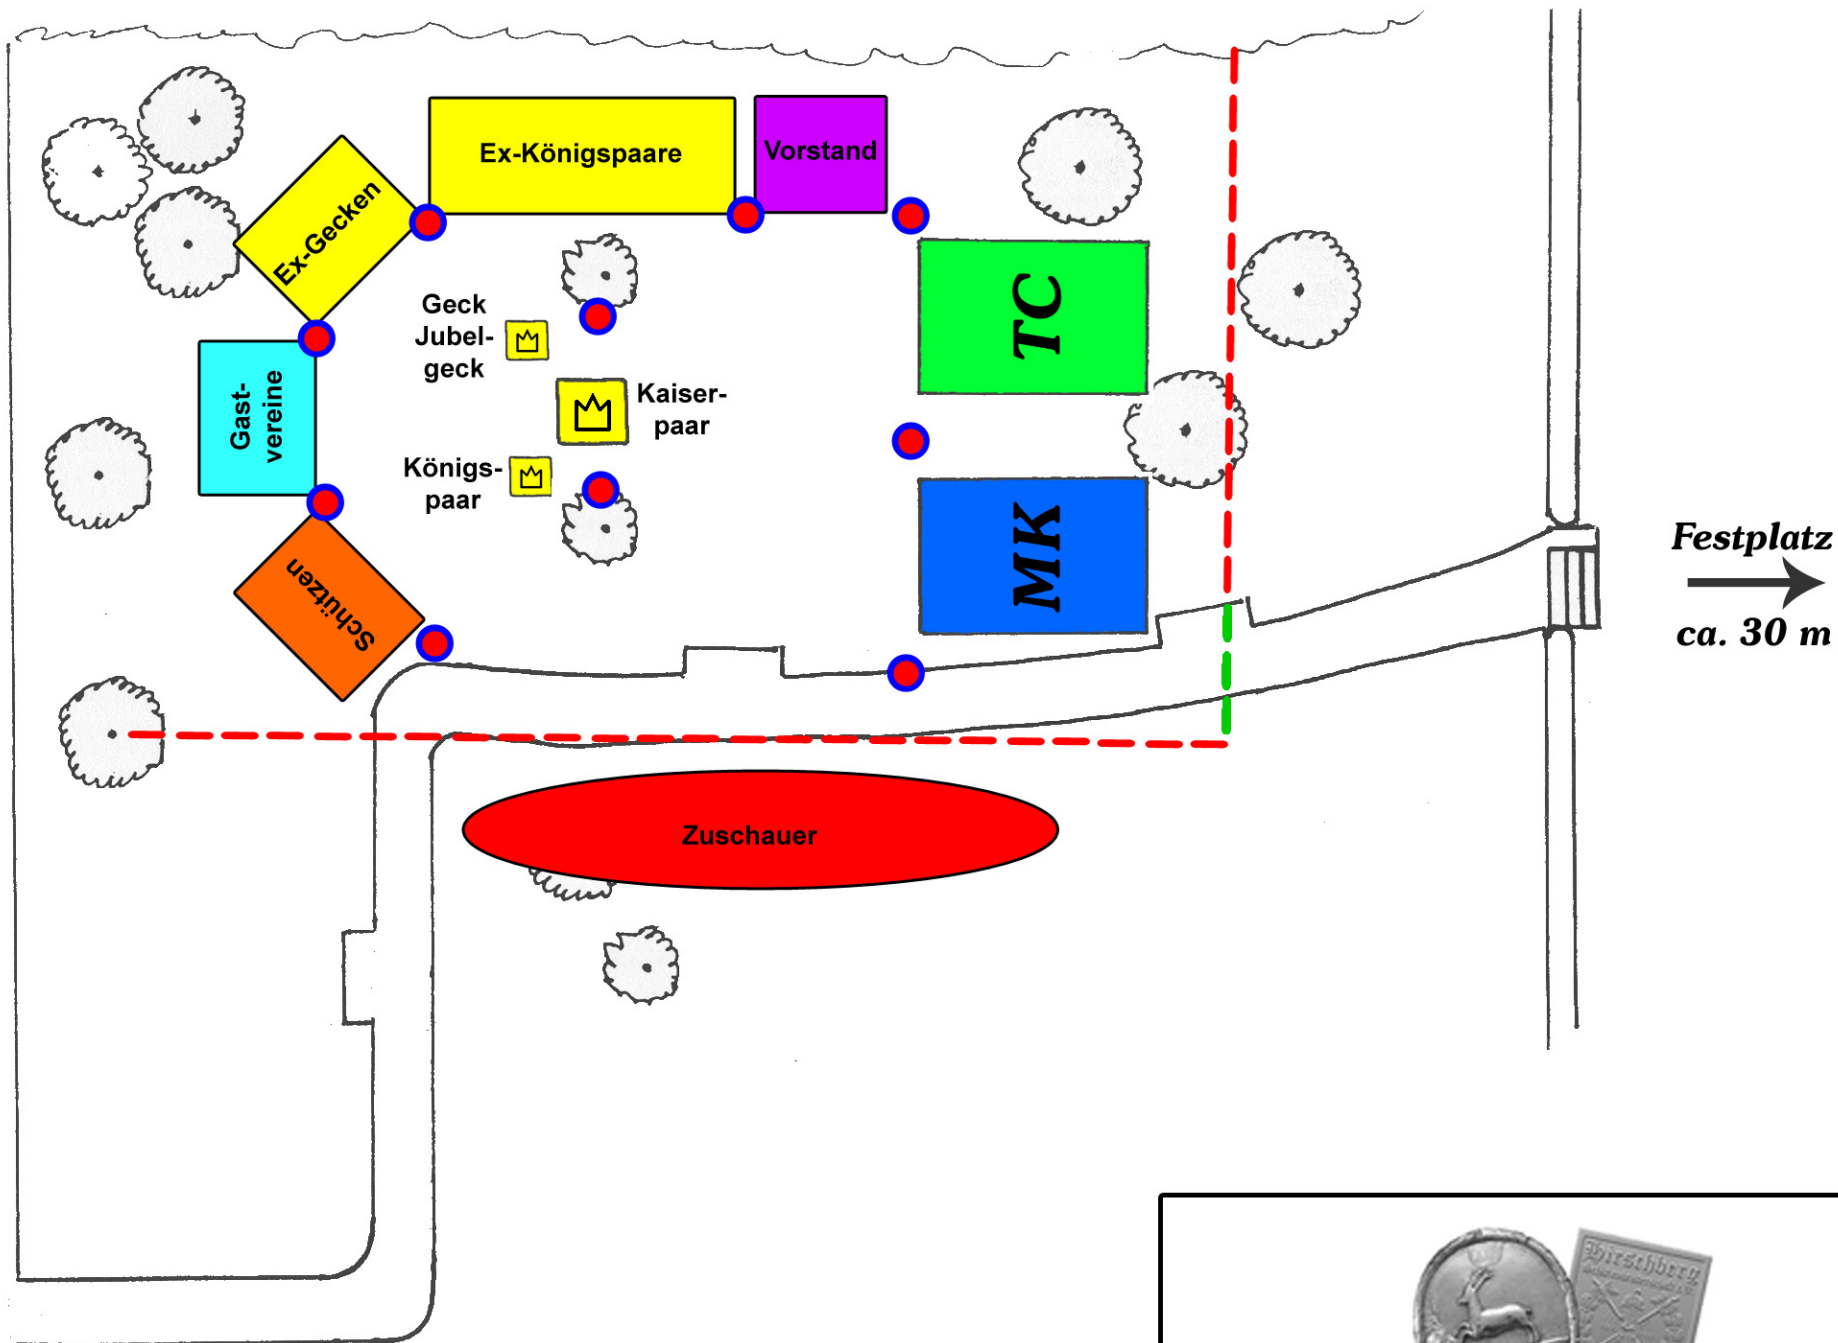 Ex-Königspaare
Vorstand
Ex-Gecken
TC
Geck
Jubel-
geck
Gast-
vereine
Kaiser-
paar
Königs-
paar
MK
Schützen
Festplatz
ca. 30 m
Zuschauer
Hirschberg